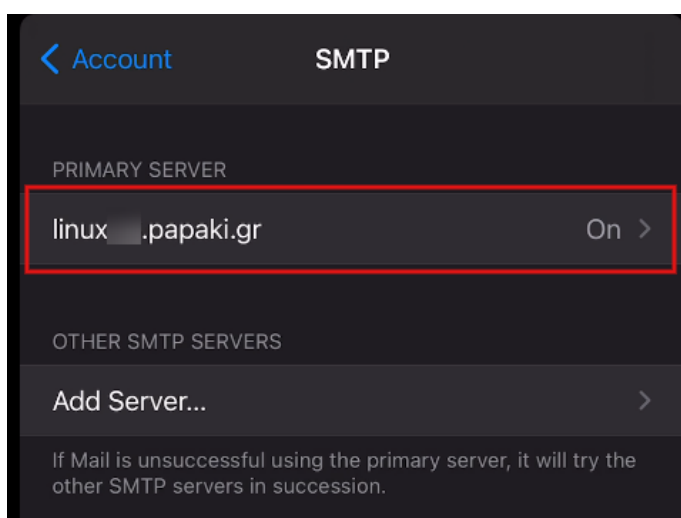 Account
SMTP
PRIMARY SERVER
linux .papaki.gr
On
OTHER SMTP SERVERS
Add Server...
If Mail is unsuccessful using the primary server, it will try the
other SMTP servers in succession.